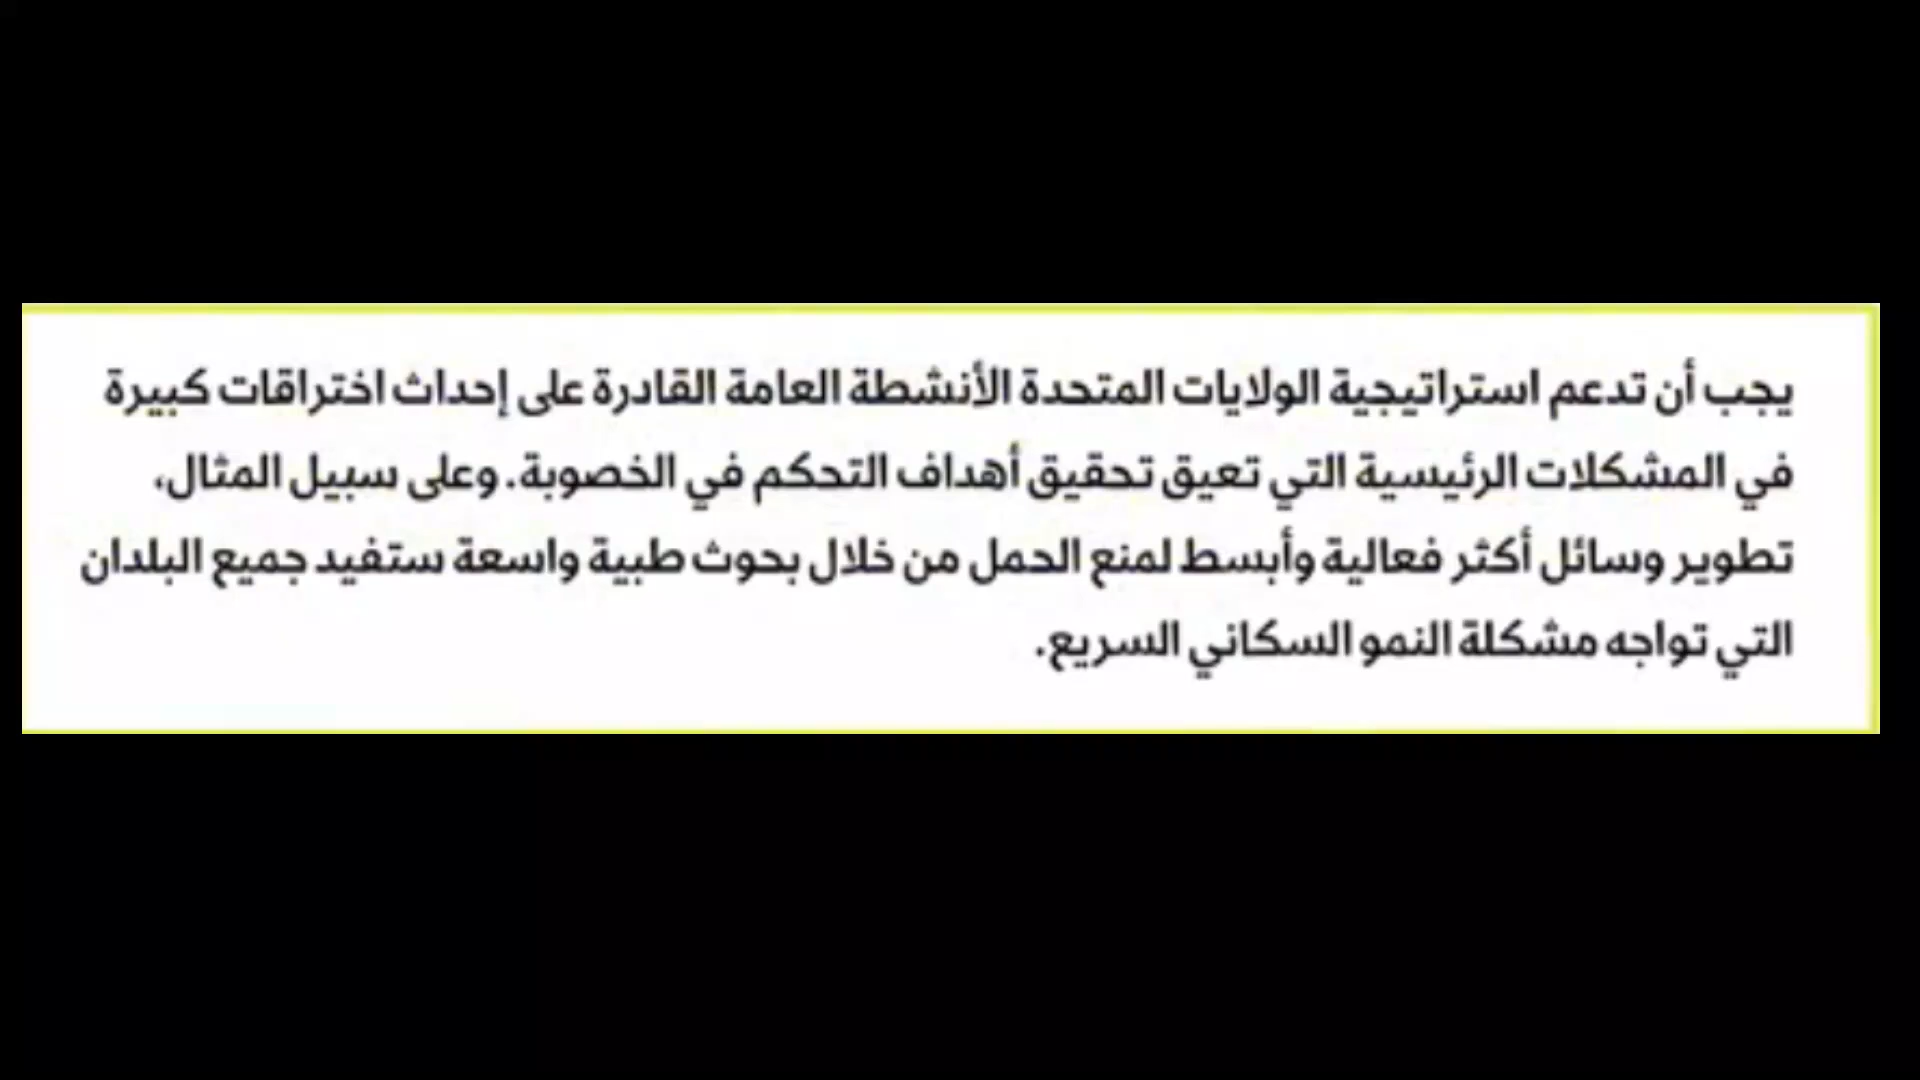 يجب أن تدعم استراتيجية الولايات المتحدة الأنشطة العامة القادرة على إحداث اختراقات كبيرة
في المشكلات الرئيسية التي تعيق تحقيق أهداف التحكم في الخصوبة. وعلى سبيل المثال،
تطوير وسائل أكثر فعالية وأبسط لمنع الحمل من خلال بحوث طبية واسعة ستفيد جميع البلدان
التي تواجه مشكلة النمو السكاني السريع.